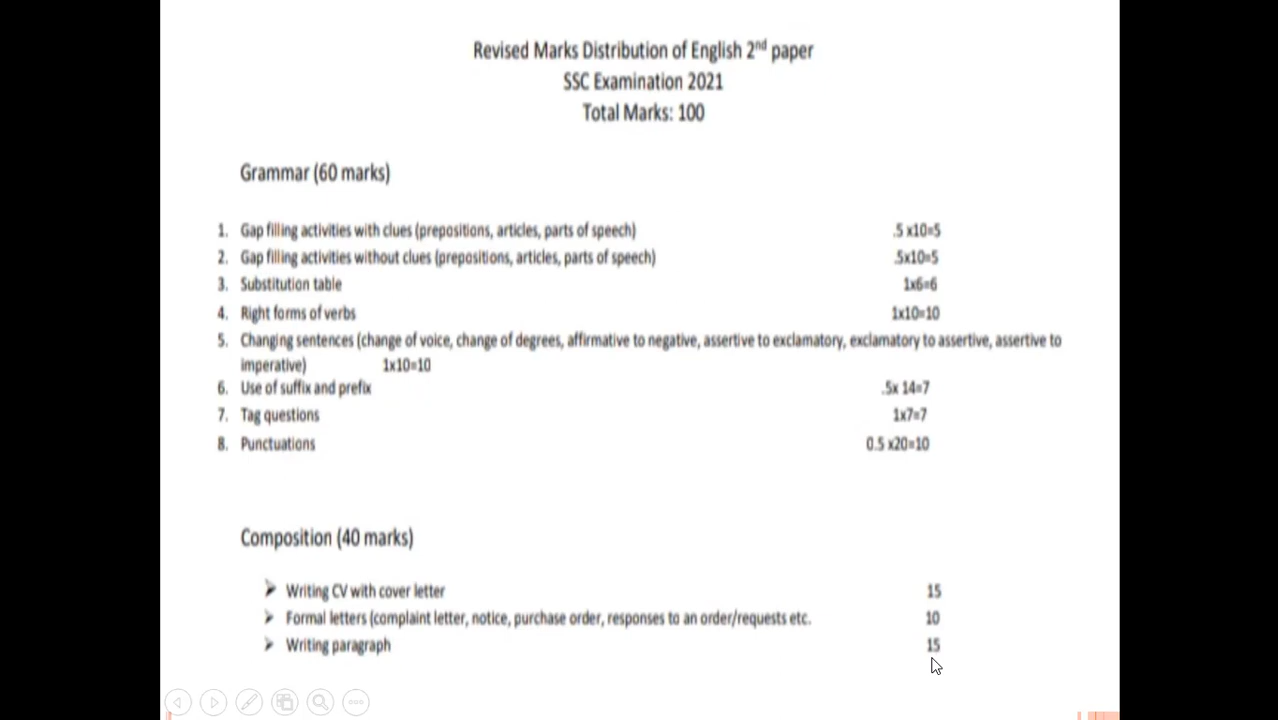 Revised Marks Distribution of English 2nd paper
SSC Examination 2021
Total Marks: 100
Grammar (60 marks)
1. Gap filling activities with clues (prepositions, articles, parts of speech) .5 x10=5
2. Gap filling activities without clues (prepositions, articles, parts of speech) .5x10=5
3. Substitution table 1x6=6
4. Right forms of verbs 1x10=10
5. Changing sentences (change of voice, change of degrees, affirmative to negative, assertive to exclamatory, exclamatory to assertive, assertive to
imperative) 1x10=10
6. Use of suffix and prefix .5x 14=7
7. Tag questions 1x7=7
8. Punctuations 0.5 x20=10
Composition (40 marks)
➢ Writing CV with cover letter 15
➢ Formal letters (complaint letter, notice, purchase order, responses to an order/requests etc. 10
➢ Writing paragraph 15